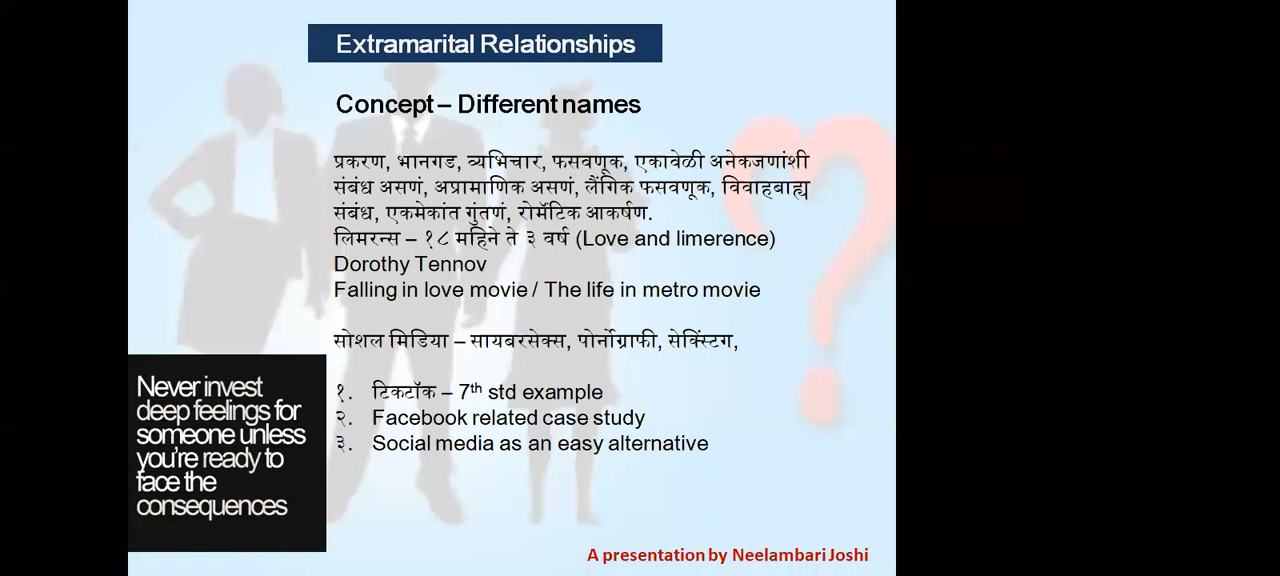 Extramarital Relationships
Concept – Different names
प्रकरण, भानगड, व्यभिचार, फसवणूक, एकावेळी अनेकजणांशी
संबंध असणं, अप्रामाणिक असणं, लैंगिक फसवणूक, विवाहबाह्य
संबंध, एकमेकांत गुंतणं, रोमॅंटिक आकर्षण.
लिमरन्स – १८ महिने ते ३ वर्ष (Love and limerence)
Dorothy Tennov
Falling in love movie / The life in metro movie
सोशल मिडिया – सायबरसेक्स, पोर्नोग्राफी, सेक्स्टिंग,
१. टिकटॉक – 7th std example
२. Facebook related case study
३. Social media as an easy alternative
Never invest
deep feelings for
someone unless
you're ready to
face the
consequences
A presentation by Neelambari Joshi